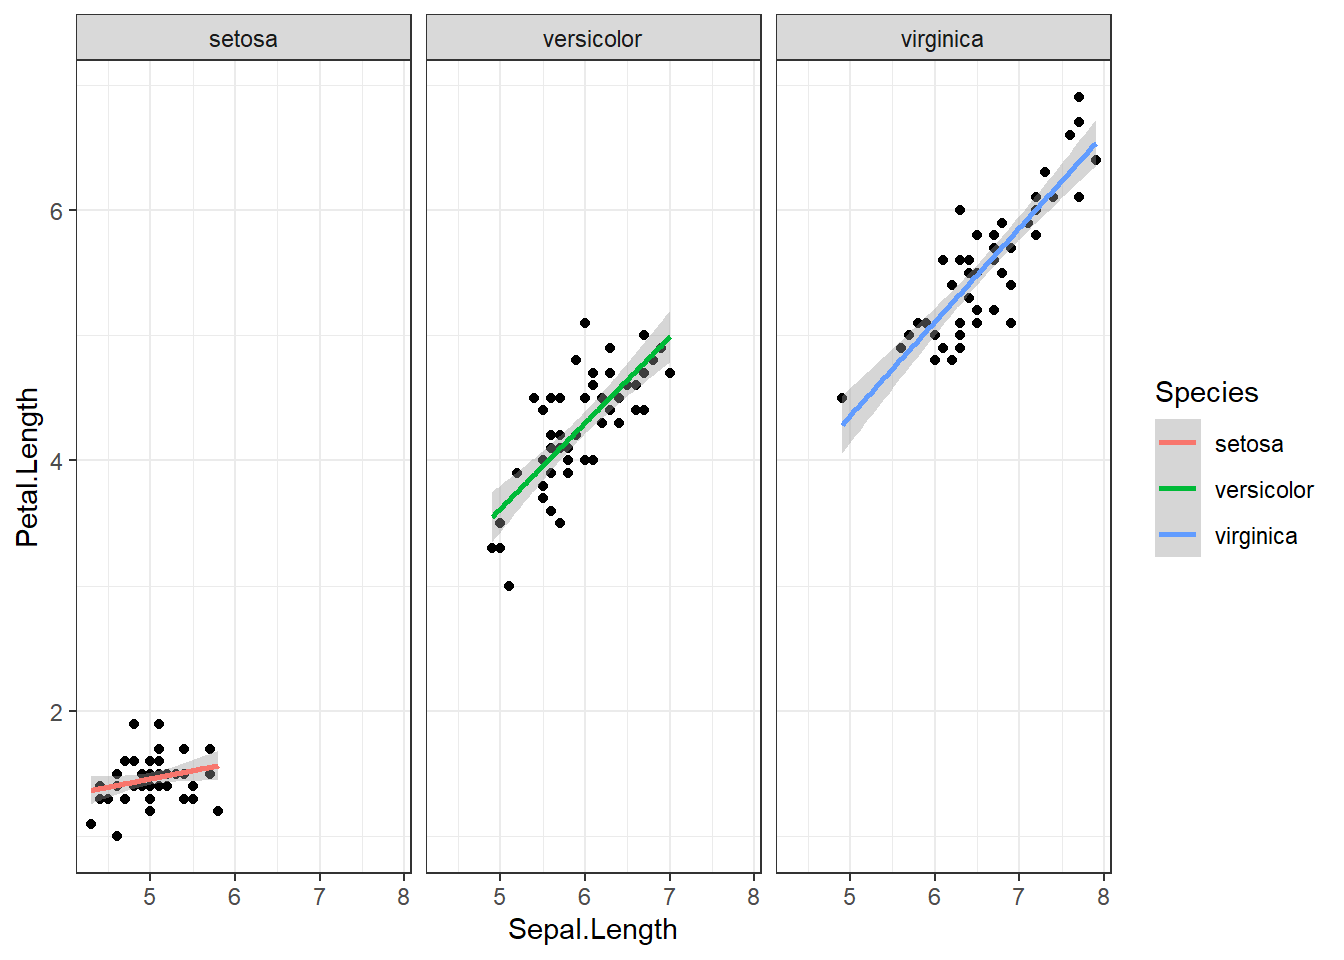 setosa
versicolor
virginica
6
4
2
Petal.Length
5 6 7 8
5 6 7 8
5 6 7 8
Sepal.Length
Species
setosa
versicolor
virginica